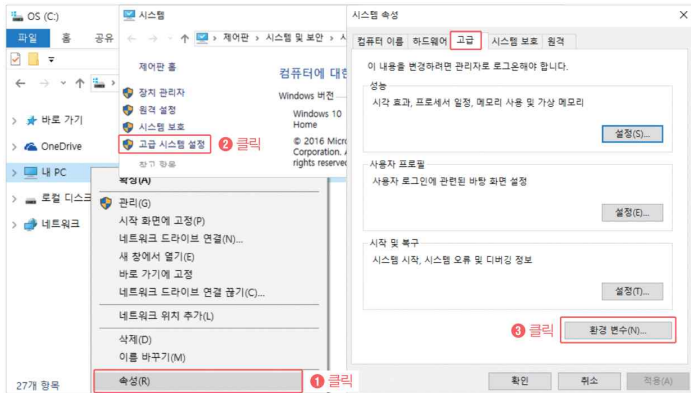 OS (C:)
파일 홈 공유
바로 가기
OneDrive
내 PC
로컬 디스크
네트워크
27개 항목
시스템
제어판 > 시스템 및 보안 >
제어판 홈
장치 관리자
원격 설정
시스템 보호
고급 시스템 설정
❷ 클릭
참고 항목
컴퓨터에 대한
Windows 버전
Windows 10
Home
© 2016 Micro
Corporation. A
rights reserved
확장(A)
관리(G)
시작 화면에 고정(P)
네트워크 드라이브 연결(N)...
새 창에서 열기(E)
바로 가기에 고정
네트워크 드라이브 연결 끊기(C)...
네트워크 위치 추가(L)
삭제(D)
이름 바꾸기(M)
속성(R)
❶ 클릭
시스템 속성
컴퓨터 이름 하드웨어 고급 시스템 보호 원격
이 내용을 변경하려면 관리자로 로그온해야 합니다.
성능
시각 효과, 프로세서 일정, 메모리 사용 및 가상 메모리
설정(S)...
사용자 프로필
사용자 로그인에 관련된 바탕 화면 설정
설정(E)...
시작 및 복구
시스템 시작, 시스템 오류 및 디버깅 정보
설정(T)...
❸ 클릭
환경 변수(N)...
확인 취소 적용(A)